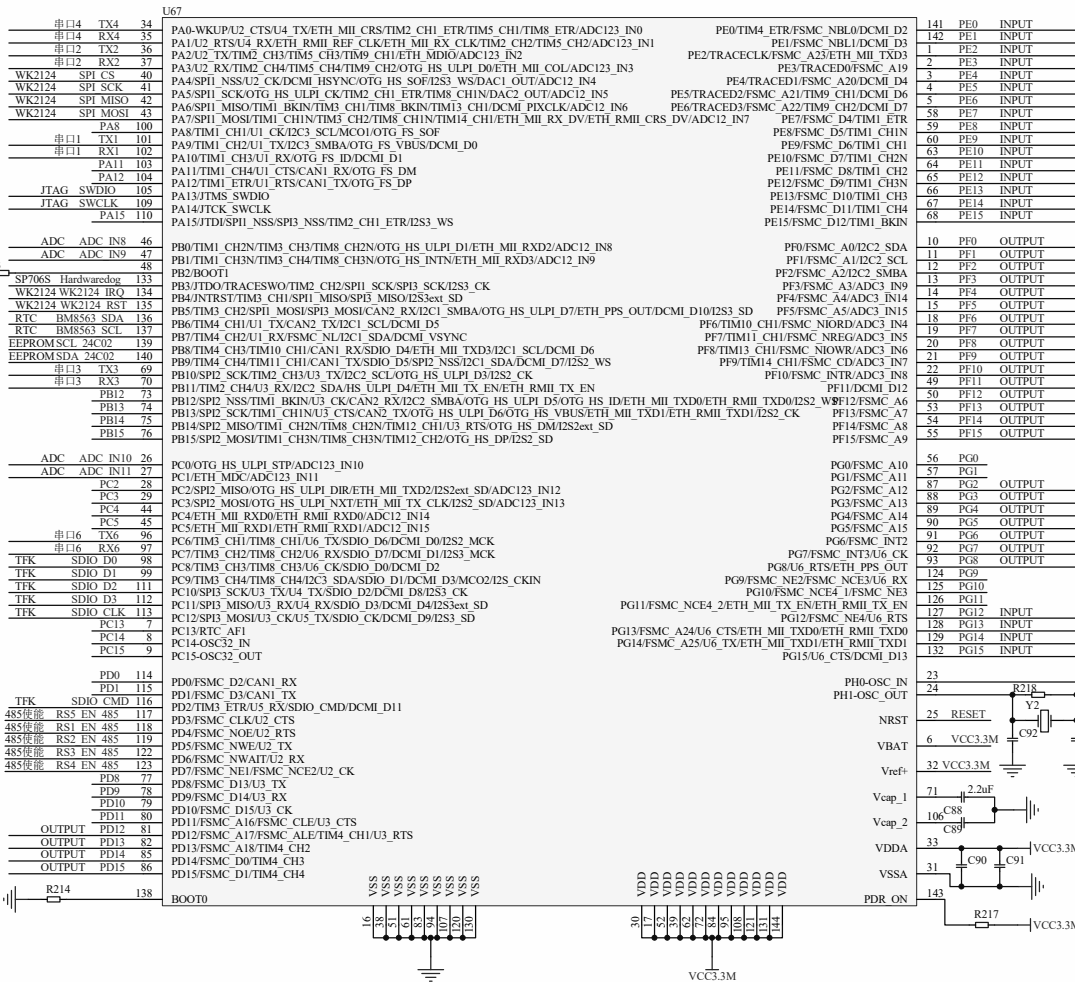 U67
串口4 TX4 34 PA0-WKUP/U2_CTS/U4_TX/ETH_MII_CRS/TIM2_CH1_ETR/TIM5_CH1/TIM8_ETR/ADC123_IN0
串口4 RX4 35 PA1/U2_RTS/U4_RX/ETH_RMII_REF_CLK/ETH_MII_RX_CLK/TIM2_CH2/TIM5_CH2/ADC123_IN1
串口2 TX2 36 PA2/U2_TX/TIM2_CH3/TIM5_CH3/TIM9_CH1/ETH_MDIO/ADC123_IN2
串口2 RX2 37 PA3/U2_RX/TIM2_CH4/TIM5_CH4/TIM9_CH2/OTG_HS_ULPI_D0/ETH_MII_COL/ADC123_IN3
WK2124 SPI_CS 40 PA4/SPI1_NSS/U2_CK/DCMI_HSYNC/OTG_HS_SOF/I2S3_WS/DAC1_OUT/ADC12_IN4
WK2124 SPI_SCK 41 PA5/SPI1_SCK/OTG_HS_ULPI_CK/TIM2_CH1_ETR/TIM8_CH1N/DAC2_OUT/ADC12_IN5
WK2124 SPI_MISO 42 PA6/SPI1_MISO/TIM1_BKIN/TIM3_CH1/TIM8_BKIN/TIM13_CH1/DCMI_PIXCLK/ADC12_IN6
WK2124 SPI_MOSI 43 PA7/SPI1_MOSI/TIM1_CH1N/TIM3_CH2/TIM8_CH1N/TIM14_CH1/ETH_MII_RX_DV/ETH_RMII_CRS_DV/ADC12_IN7
PA8 100 PA8/TIM1_CH1/U1_CK/I2C3_SCL/MCO1/OTG_FS_SOF
串口1 TX1 101 PA9/TIM1_CH2/U1_TX/I2C3_SMBA/OTG_FS_VBUS/DCMI_D0
串口1 RX1 102 PA10/TIM1_CH3/U1_RX/OTG_FS_ID/DCMI_D1
PA11 103 PA11/TIM1_CH4/U1_CTS/CAN1_RX/OTG_FS_DM
PA12 104 PA12/TIM1_ETR/U1_RTS/CAN1_TX/OTG_FS_DP
JTAG SWDIO 105 PA13/JTMS_SWDIO
JTAG SWCLK 109 PA14/JTCK_SWCLK
PA15 110 PA15/JTDI/SPI1_NSS/SPI3_NSS/TIM2_CH1_ETR/I2S3_WS
ADC ADC_IN8 46 PB0/TIM1_CH2N/TIM3_CH3/TIM8_CH2N/OTG_HS_ULPI_D1/ETH_MII_RXD2/ADC12_IN8
ADC ADC_IN9 47 PB1/TIM1_CH3N/TIM3_CH4/TIM8_CH3N/OTG_HS_INTN/ETH_MII_RXD3/ADC12_IN9
48 PB2/BOOT1
SP706S Hardwaredog 133 PB3/JTDO/TRACESWO/TIM2_CH2/SPI1_SCK/SPI3_SCK/I2S3_CK
WK2124 WK2124_IRQ 134 PB4/JNTRST/TIM3_CH1/SPI1_MISO/SPI3_MISO/I2S3ext_SD
WK2124 WK2124_RST 135 PB5/TIM3_CH2/SPI1_MOSI/SPI3_MOSI/CAN2_RX/I2C1_SMBA/OTG_HS_ULPI_D7/ETH_PPS_OUT/DCMI_D10/I2S3_SD
RTC BM8563_SDA 136 PB6/TIM4_CH1/U1_TX/CAN2_TX/I2C1_SCL/DCMI_D5
RTC BM8563_SCL 137 PB7/TIM4_CH2/U1_RX/FSMC_NL/I2C1_SDA/DCMI_VSYNC
EEPROM SCL_24C02 139 PB8/TIM4_CH3/TIM10_CH1/CAN1_RX/SDIO_D4/ETH_MII_TXD3/I2C1_SCL/DCMI_D6
EEPROM SDA_24C02 140 PB9/TIM4_CH4/TIM11_CH1/CAN1_TX/SDIO_D5/SPI2_NSS/I2C1_SDA/DCMI_D7/I2S2_WS
串口3 TX3 69 PB10/SPI2_SCK/TIM2_CH3/U3_TX/I2C2_SCL/OTG_HS_ULPI_D3/I2S2_CK
串口3 RX3 70 PB11/TIM2_CH4/U3_RX/I2C2_SDA/HS_ULPI_D4/ETH_MII_TX_EN/ETH_RMII_TX_EN
PB12 73 PB12/SPI2_NSS/TIM1_BKIN/U3_CK/CAN2_RX/I2C2_SMBA/OTG_HS_ULPI_D5/OTG_HS_ID/ETH_MII_TXD0/ETH_RMII_TXD0/I2S2_WS
PB13 74 PB13/SPI2_SCK/TIM1_CH1N/U3_CTS/CAN2_TX/OTG_HS_ULPI_D6/OTG_HS_VBUS/ETH_MII_TXD1/ETH_RMII_TXD1/I2S2_CK
PB14 75 PB14/SPI2_MISO/TIM1_CH2N/TIM8_CH2N/TIM12_CH1/U3_RTS/OTG_HS_DM/I2S2ext_SD
PB15 76 PB15/SPI2_MOSI/TIM1_CH3N/TIM8_CH3N/TIM12_CH2/OTG_HS_DP/I2S2_SD
ADC ADC_IN10 26 PC0/OTG_HS_ULPI_STP/ADC123_IN10
ADC ADC_IN11 27 PC1/ETH_MDC/ADC123_IN11
PC2 28 PC2/SPI2_MISO/OTG_HS_ULPI_DIR/ETH_MII_TXD2/I2S2ext_SD/ADC123_IN12
PC3 29 PC3/SPI2_MOSI/OTG_HS_ULPI_NXT/ETH_MII_TX_CLK/I2S2_SD/ADC123_IN13
PC4 44 PC4/ETH_MII_RXD0/ETH_RMII_RXD0/ADC12_IN14
PC5 45 PC5/ETH_MII_RXD1/ETH_RMII_RXD1/ADC12_IN15
串口6 TX6 96 PC6/TIM3_CH1/TIM8_CH1/U6_TX/SDIO_D6/DCMI_D0/I2S2_MCK
串口6 RX6 97 PC7/TIM3_CH2/TIM8_CH2/U6_RX/SDIO_D7/DCMI_D1/I2S3_MCK
TFK SDIO_D0 98 PC8/TIM3_CH3/TIM8_CH3/U6_CK/SDIO_D0/DCMI_D2
TFK SDIO_D1 99 PC9/TIM3_CH4/TIM8_CH4/I2C3_SDA/SDIO_D1/DCMI_D3/MCO2/I2S_CKIN
TFK SDIO_D2 111 PC10/SPI3_SCK/U3_TX/U4_TX/SDIO_D2/DCMI_D8/I2S3_CK
TFK SDIO_D3 112 PC11/SPI3_MISO/U3_RX/U4_RX/SDIO_D3/DCMI_D4/I2S3ext_SD
TFK SDIO_CLK 113 PC12/SPI3_MOSI/U3_CK/U5_TX/SDIO_CK/DCMI_D9/I2S3_SD
PC13 7 PC13/RTC_AF1
PC14 8 PC14-OSC32_IN
PC15 9 PC15-OSC32_OUT
PD0 114 PD0/FSMC_D2/CAN1_RX
PD1 115 PD1/FSMC_D3/CAN1_TX
TFK SDIO_CMD 116 PD2/TIM3_ETR/U5_RX/SDIO_CMD/DCMI_D11
485使能 RS5_EN_485 117 PD3/FSMC_CLK/U2_CTS
485使能 RS1_EN_485 118 PD4/FSMC_NOE/U2_RTS
485使能 RS2_EN_485 119 PD5/FSMC_NWE/U2_TX
485使能 RS3_EN_485 122 PD6/FSMC_NWAIT/U2_RX
485使能 RS4_EN_485 123 PD7/FSMC_NE1/FSMC_NCE2/U2_CK
PD8 77 PD8/FSMC_D13/U3_TX
PD9 78 PD9/FSMC_D14/U3_RX
PD10 79 PD10/FSMC_D15/U3_CK
PD11 80 PD11/FSMC_A16/FSMC_CLE/U3_CTS
OUTPUT PD12 81 PD12/FSMC_A17/FSMC_ALE/TIM4_CH1/U3_RTS
OUTPUT PD13 82 PD13/FSMC_A18/TIM4_CH2
OUTPUT PD14 85 PD14/FSMC_D0/TIM4_CH3
OUTPUT PD15 86 PD15/FSMC_D1/TIM4_CH4
R214 138 BOOT0
PE0/TIM4_ETR/FSMC_NBL0/DCMI_D2 141 PE0 INPUT
PE1/FSMC_NBL1/DCMI_D3 142 PE1 INPUT
PE2/TRACECLK/FSMC_A23/ETH_MII_TXD3 1 PE2 INPUT
PE3/TRACED0/FSMC_A19 2 PE3 INPUT
PE4/TRACED1/FSMC_A20/DCMI_D4 3 PE4 INPUT
PE5/TRACED2/FSMC_A21/TIM9_CH1/DCMI_D6 4 PE5 INPUT
PE6/TRACED3/FSMC_A22/TIM9_CH2/DCMI_D7 5 PE6 INPUT
PE7/FSMC_D4/TIM1_ETR 58 PE7 INPUT
PE8/FSMC_D5/TIM1_CH1N 59 PE8 INPUT
PE9/FSMC_D6/TIM1_CH1 60 PE9 INPUT
PE10/FSMC_D7/TIM1_CH2N 63 PE10 INPUT
PE11/FSMC_D8/TIM1_CH2 64 PE11 INPUT
PE12/FSMC_D9/TIM1_CH3N 65 PE12 INPUT
PE13/FSMC_D10/TIM1_CH3 66 PE13 INPUT
PE14/FSMC_D11/TIM1_CH4 67 PE14 INPUT
PE15/FSMC_D12/TIM1_BKIN 68 PE15 INPUT
PF0/FSMC_A0/I2C2_SDA 10 PF0 OUTPUT
PF1/FSMC_A1/I2C2_SCL 11 PF1 OUTPUT
PF2/FSMC_A2/I2C2_SMBA 12 PF2 OUTPUT
PF3/FSMC_A3/ADC3_IN9 13 PF3 OUTPUT
PF4/FSMC_A4/ADC3_IN14 14 PF4 OUTPUT
PF5/FSMC_A5/ADC3_IN15 15 PF5 OUTPUT
PF6/TIM10_CH1/FSMC_NIORD/ADC3_IN4 18 PF6 OUTPUT
PF7/TIM11_CH1/FSMC_NREG/ADC3_IN5 19 PF7 OUTPUT
PF8/TIM13_CH1/FSMC_NIOWR/ADC3_IN6 20 PF8 OUTPUT
PF9/TIM14_CH1/FSMC_CD/ADC3_IN7 21 PF9 OUTPUT
PF10/FSMC_INTR/ADC3_IN8 22 PF10 OUTPUT
PF11/DCMI_D12 49 PF11 OUTPUT
PF12/FSMC_A6 50 PF12 OUTPUT
PF13/FSMC_A7 53 PF13 OUTPUT
PF14/FSMC_A8 54 PF14 OUTPUT
PF15/FSMC_A9 55 PF15 OUTPUT
PG0/FSMC_A10 56 PG0
PG1/FSMC_A11 57 PG1
PG2/FSMC_A12 87 PG2 OUTPUT
PG3/FSMC_A13 88 PG3 OUTPUT
PG4/FSMC_A14 89 PG4 OUTPUT
PG5/FSMC_A15 90 PG5 OUTPUT
PG6/FSMC_INT2 91 PG6 OUTPUT
PG7/FSMC_INT3/U6_CK 92 PG7 OUTPUT
PG8/U6_RTS/ETH_PPS_OUT 93 PG8 OUTPUT
PG9/FSMC_NE2/FSMC_NCE3/U6_RX 124 PG9
PG10/FSMC_NCE4_1/FSMC_NE3 125 PG10
PG11/FSMC_NCE4_2/ETH_MII_TX_EN/ETH_RMII_TX_EN 126 PG11
PG12/FSMC_NE4/U6_RTS 127 PG12 INPUT
PG13/FSMC_A24/U6_CTS/ETH_MII_TXD0/ETH_RMII_TXD0 128 PG13 INPUT
PG14/FSMC_A25/U6_TX/ETH_MII_TXD1/ETH_RMII_TXD1 129 PG14 INPUT
PG15/U6_CTS/DCMI_D13 132 PG15 INPUT
PH0-OSC_IN 23
PH1-OSC_OUT 24
R218
Y2
C92
NRST 25 RESET
VBAT 6 VCC3.3M
Vref+ 32 VCC3.3M
Vcap_1 71 2.2uF
C88
Vcap_2 106
C89
VDDA 33 VCC3.3M
C90 C91
VSSA 31
PDR_ON 143
R217 VCC3.3M
VSS VSS VSS VSS VSS VSS VSS VSS VSS
16 38 51 61 83 94 107 120 130
VDD VDD VDD VDD VDD VDD VDD VDD VDD VDD VDD VDD
30 17 52 39 62 72 84 95 108 121 131 144
VCC3.3M